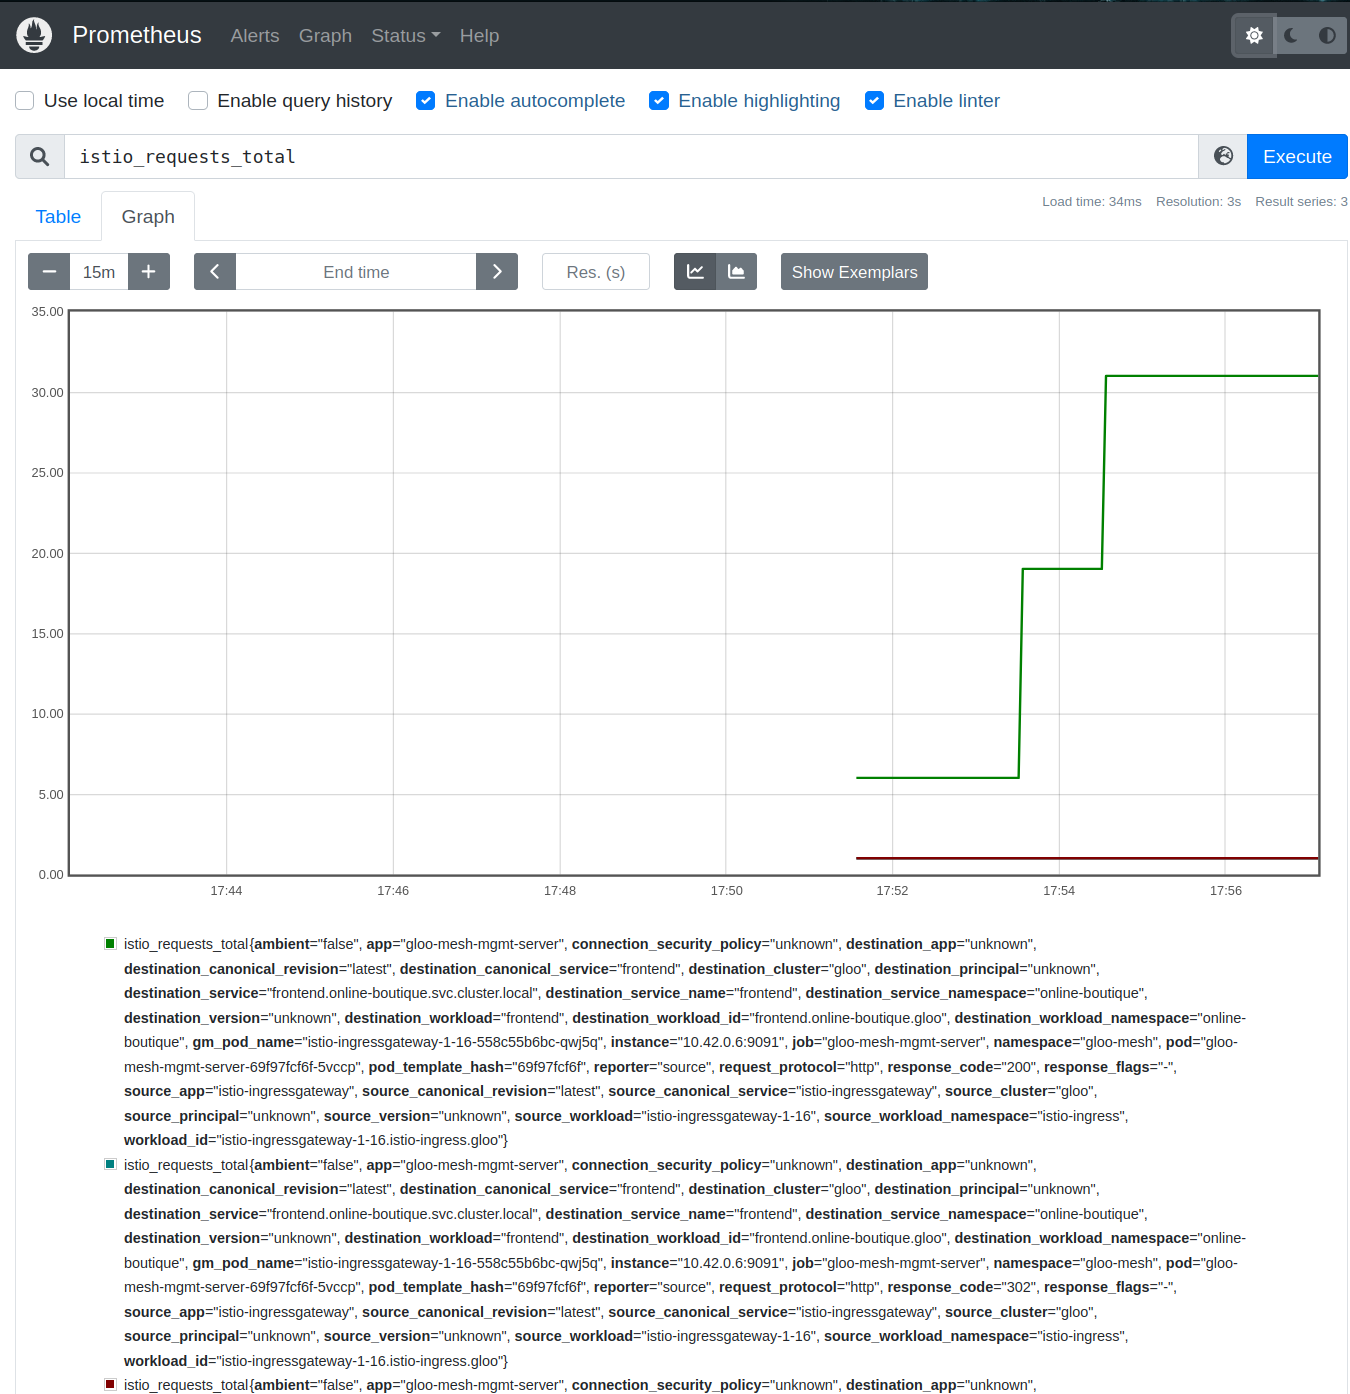 Prometheus Alerts Graph Status Help
Use local time Enable query history Enable autocomplete Enable highlighting Enable linter
istio_requests_total Execute
Table Graph Load time: 34ms Resolution: 3s Result series: 3
15m End time Res. (s) Show Exemplars
35.00
30.00
25.00
20.00
15.00
10.00
5.00
0.00
17:44 17:46 17:48 17:50 17:52 17:54 17:56
istio_requests_total{ambient="false", app="gloo-mesh-mgmt-server", connection_security_policy="unknown", destination_app="unknown",
destination_canonical_revision="latest", destination_canonical_service="frontend", destination_cluster="gloo", destination_principal="unknown",
destination_service="frontend.online-boutique.svc.cluster.local", destination_service_name="frontend", destination_service_namespace="online-boutique",
destination_version="unknown", destination_workload="frontend", destination_workload_id="frontend.online-boutique.gloo", destination_workload_namespace="online-
boutique", gm_pod_name="istio-ingressgateway-1-16-558c55b6bc-qwj5q", instance="10.42.0.6:9091", job="gloo-mesh-mgmt-server", namespace="gloo-mesh", pod="gloo-
mesh-mgmt-server-69f97fcf6f-5vccp", pod_template_hash="69f97fcf6f", reporter="source", request_protocol="http", response_code="200", response_flags="-",
source_app="istio-ingressgateway", source_canonical_revision="latest", source_canonical_service="istio-ingressgateway", source_cluster="gloo",
source_principal="unknown", source_version="unknown", source_workload="istio-ingressgateway-1-16", source_workload_namespace="istio-ingress",
workload_id="istio-ingressgateway-1-16.istio-ingress.gloo"}
istio_requests_total{ambient="false", app="gloo-mesh-mgmt-server", connection_security_policy="unknown", destination_app="unknown",
destination_canonical_revision="latest", destination_canonical_service="frontend", destination_cluster="gloo", destination_principal="unknown",
destination_service="frontend.online-boutique.svc.cluster.local", destination_service_name="frontend", destination_service_namespace="online-boutique",
destination_version="unknown", destination_workload="frontend", destination_workload_id="frontend.online-boutique.gloo", destination_workload_namespace="online-
boutique", gm_pod_name="istio-ingressgateway-1-16-558c55b6bc-qwj5q", instance="10.42.0.6:9091", job="gloo-mesh-mgmt-server", namespace="gloo-mesh", pod="gloo-
mesh-mgmt-server-69f97fcf6f-5vccp", pod_template_hash="69f97fcf6f", reporter="source", request_protocol="http", response_code="302", response_flags="-",
source_app="istio-ingressgateway", source_canonical_revision="latest", source_canonical_service="istio-ingressgateway", source_cluster="gloo",
source_principal="unknown", source_version="unknown", source_workload="istio-ingressgateway-1-16", source_workload_namespace="istio-ingress",
workload_id="istio-ingressgateway-1-16.istio-ingress.gloo"}
istio_requests_total{ambient="false", app="gloo-mesh-mgmt-server", connection_security_policy="unknown", destination_app="unknown",